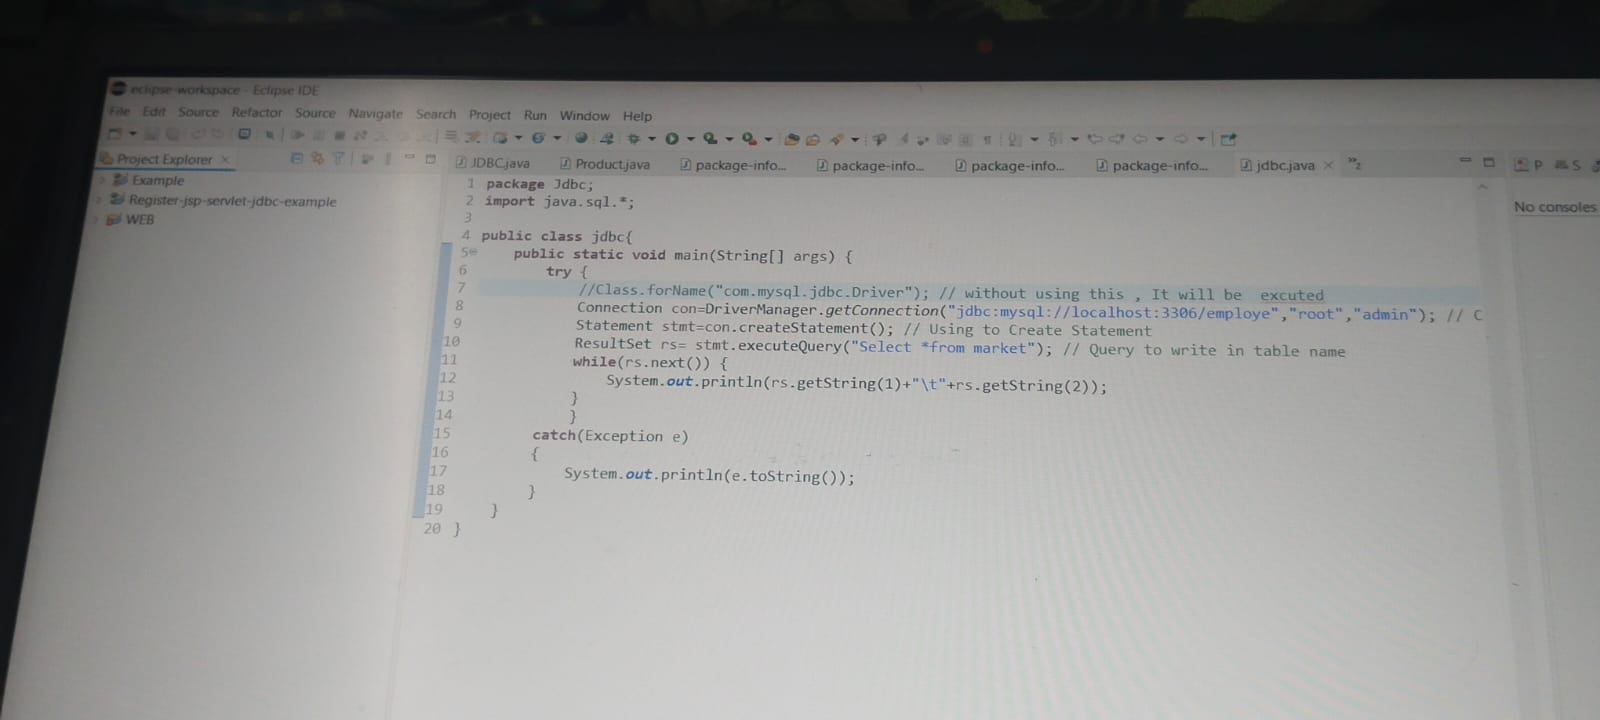 eclipse-workspace - Eclipse IDE
File Edit Source Refactor Source Navigate Search Project Run Window Help
Project Explorer
JDBC.java Product.java package-info... package-info... package-info... package-info... jdbc.java 2 P S
Example
Register-jsp-servlet-jdbc-example
WEB
No consoles
1 package Jdbc;
2 import java.sql.*;
3
4 public class jdbc{
5 public static void main(String[] args) {
6 try {
7 //Class.forName("com.mysql.jdbc.Driver"); // without using this , It will be excuted
8 Connection con=DriverManager.getConnection("jdbc:mysql://localhost:3306/employe","root","admin"); // C
9 Statement stmt=con.createStatement(); // Using to Create Statement
10 ResultSet rs= stmt.executeQuery("Select *from market"); // Query to write in table name
11 while(rs.next()) {
12 System.out.println(rs.getString(1)+"\t"+rs.getString(2));
13 }
14 }
15 catch(Exception e)
16 {
17 System.out.println(e.toString());
18 }
19 }
20 }